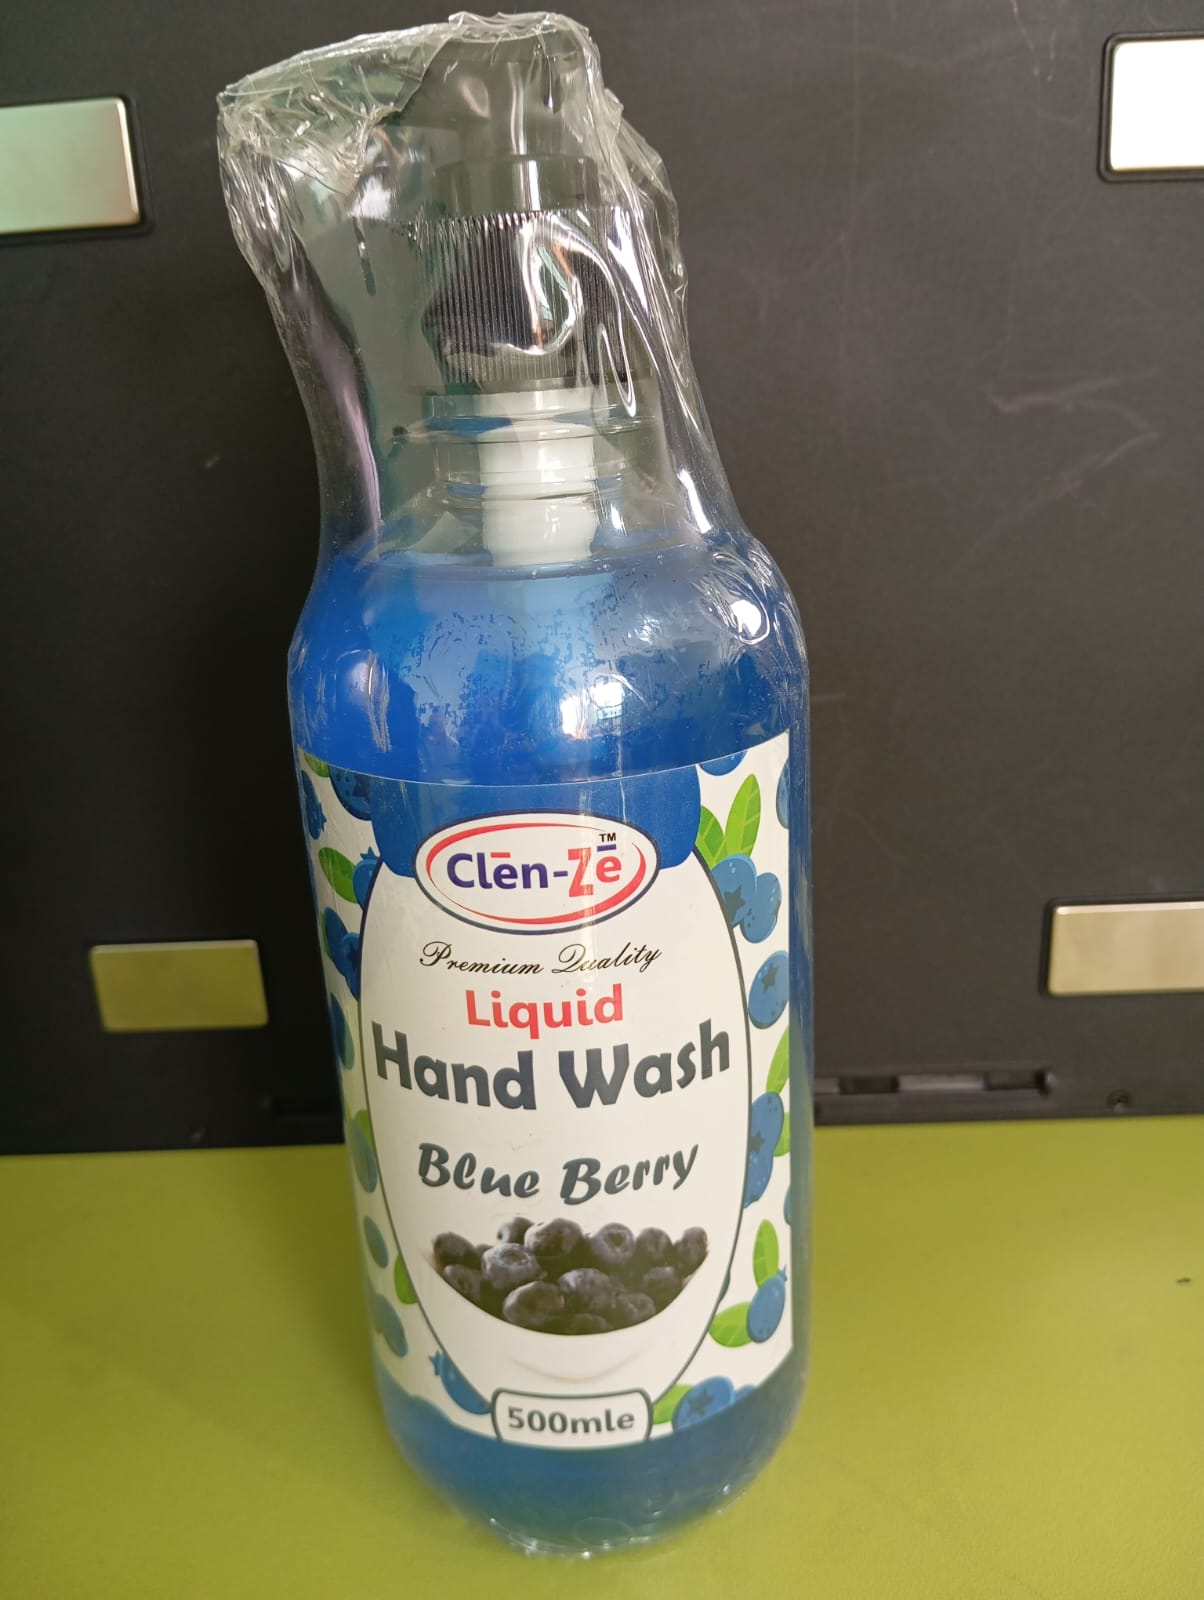 Clēn-Zē™
Premium Quality
Liquid
Hand Wash
Blue Berry
500mle